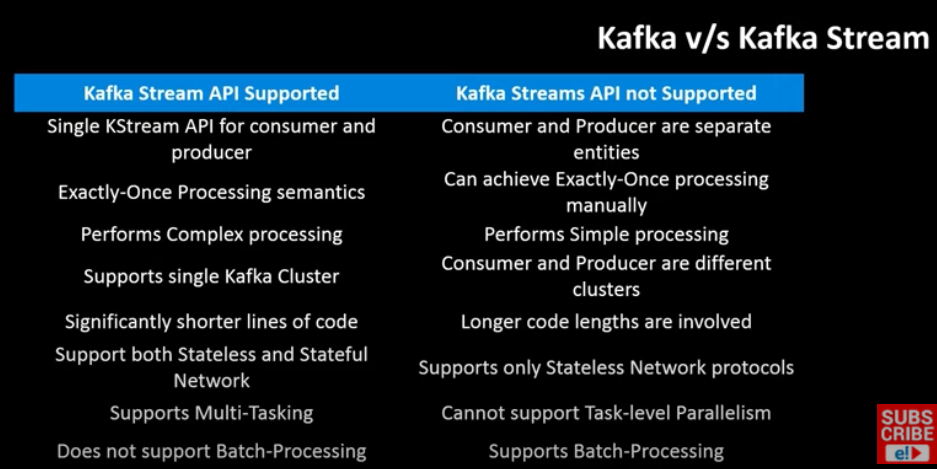 Kafka v/s Kafka Stream
Kafka Stream API Supported
Kafka Streams API not Supported
Single KStream API for consumer and
producer
Consumer and Producer are separate
entities
Exactly-Once Processing semantics
Can achieve Exactly-Once processing
manually
Performs Complex processing
Performs Simple processing
Supports single Kafka Cluster
Consumer and Producer are different
clusters
Significantly shorter lines of code
Longer code lengths are involved
Support both Stateless and Stateful
Network
Supports only Stateless Network protocols
Supports Multi-Tasking
Cannot support Task-level Parallelism
Does not support Batch-Processing
Supports Batch-Processing
SUBS
CRIBE
e!